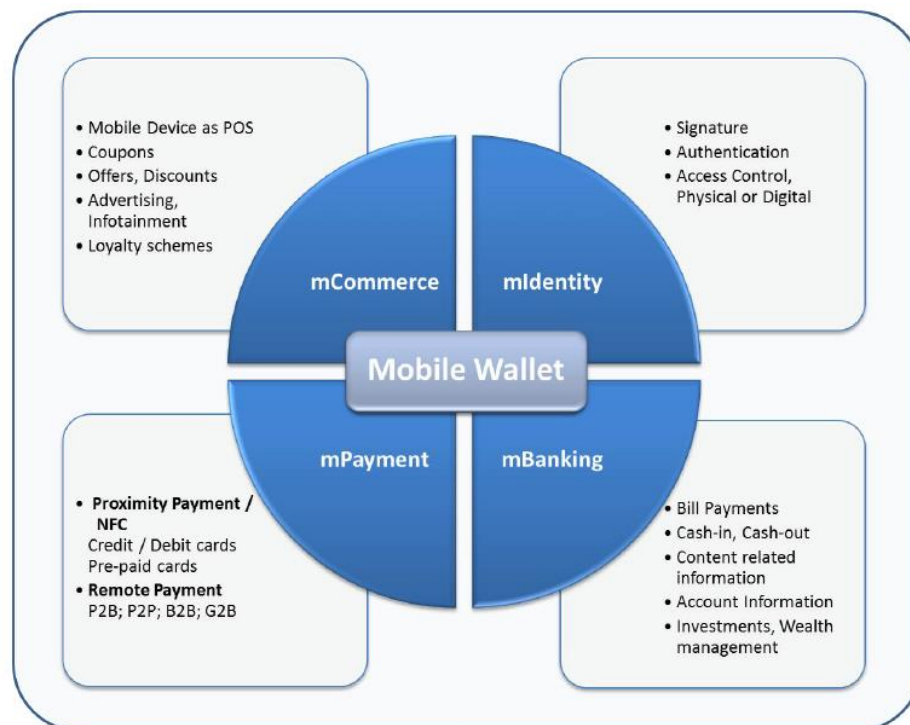 • Mobile Device as POS
• Coupons
• Offers, Discounts
• Advertising,
Infotainment
• Loyalty schemes
• Signature
• Authentication
• Access Control,
Physical or Digital
mCommerce
mIdentity
Mobile Wallet
mPayment
mBanking
• Proximity Payment /
NFC
Credit / Debit cards
Pre-paid cards
• Remote Payment
P2B; P2P; B2B; G2B
• Bill Payments
• Cash-in, Cash-out
• Content related
information
• Account Information
• Investments, Wealth
management